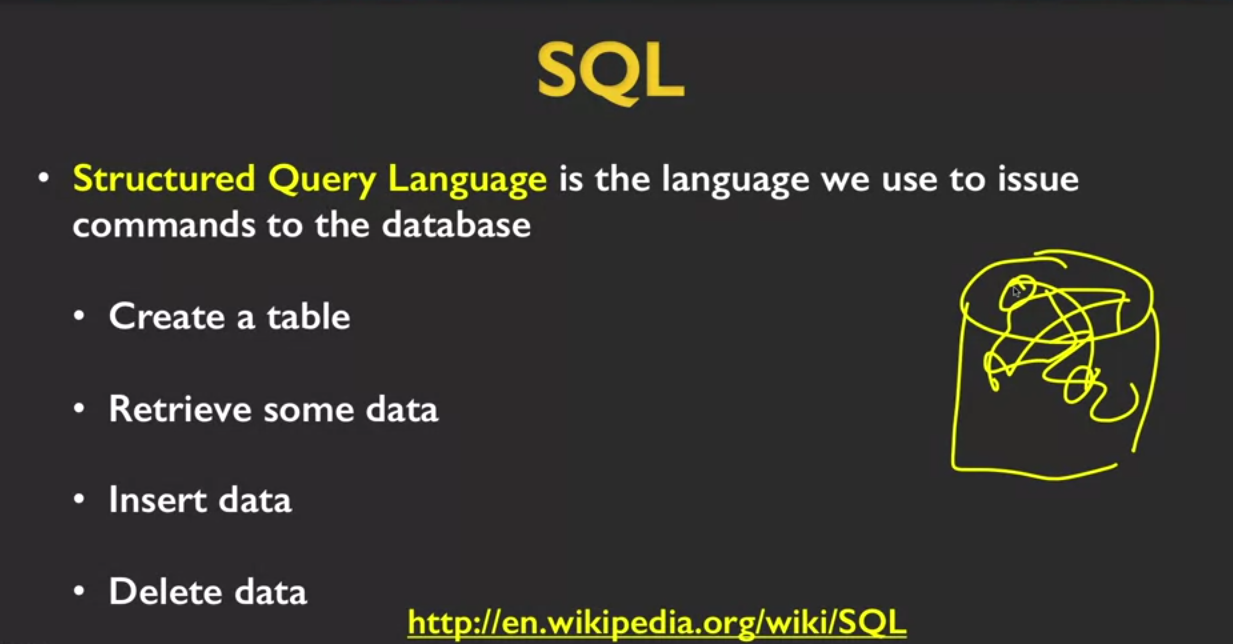 SQL
• Structured Query Language is the language we use to issue
commands to the database
• Create a table
• Retrieve some data
• Insert data
• Delete data
http://en.wikipedia.org/wiki/SQL